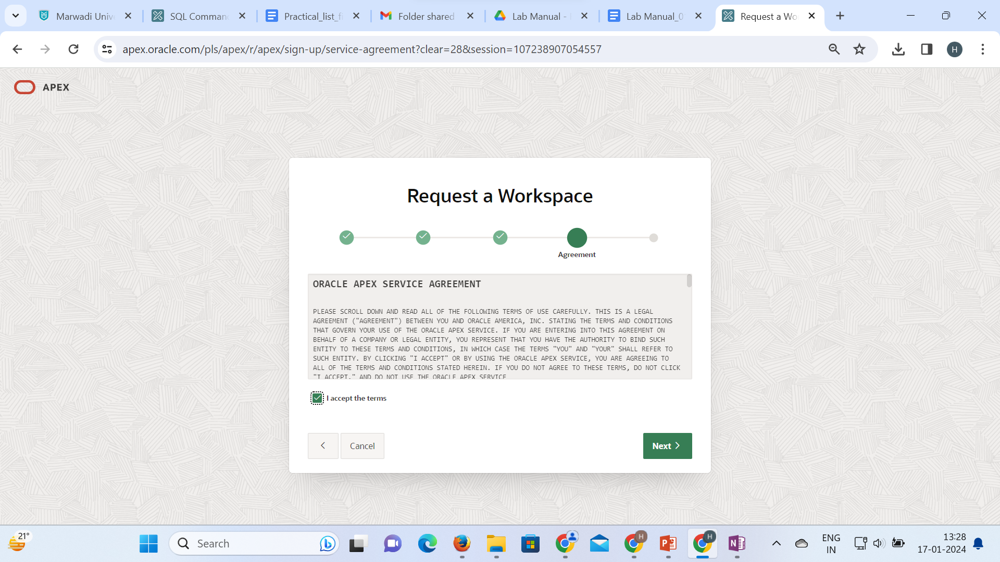 Marwadi Univ
SQL Comman
Practical_list_fi
Folder shared
Lab Manual -
Lab Manual_0
Request a Wo
apex.oracle.com/pls/apex/r/apex/sign-up/service-agreement?clear=28&session=107238907054557
H
APEX
Request a Workspace
Agreement
ORACLE APEX SERVICE AGREEMENT
PLEASE SCROLL DOWN AND READ ALL OF THE FOLLOWING TERMS OF USE CAREFULLY. THIS IS A LEGAL
AGREEMENT ("AGREEMENT") BETWEEN YOU AND ORACLE AMERICA, INC. STATING THE TERMS AND CONDITIONS
THAT GOVERN YOUR USE OF THE ORACLE APEX SERVICE. IF YOU ARE ENTERING INTO THIS AGREEMENT ON
BEHALF OF A COMPANY OR LEGAL ENTITY, YOU REPRESENT THAT YOU HAVE THE AUTHORITY TO BIND SUCH
ENTITY TO THESE TERMS AND CONDITIONS, IN WHICH CASE THE TERMS "YOU" AND "YOUR" SHALL REFER TO
SUCH ENTITY. BY CLICKING "I ACCEPT" OR BY USING THE ORACLE APEX SERVICE, YOU ARE AGREEING TO
ALL OF THE TERMS AND CONDITIONS STATED HEREIN. IF YOU DO NOT AGREE TO THESE TERMS, DO NOT CLICK
"I ACCEPT," AND DO NOT USE THE ORACLE APEX SERVICE
I accept the terms
Cancel
Next
21°
Search
H
P
H
N
ENG
IN
13:28
17-01-2024